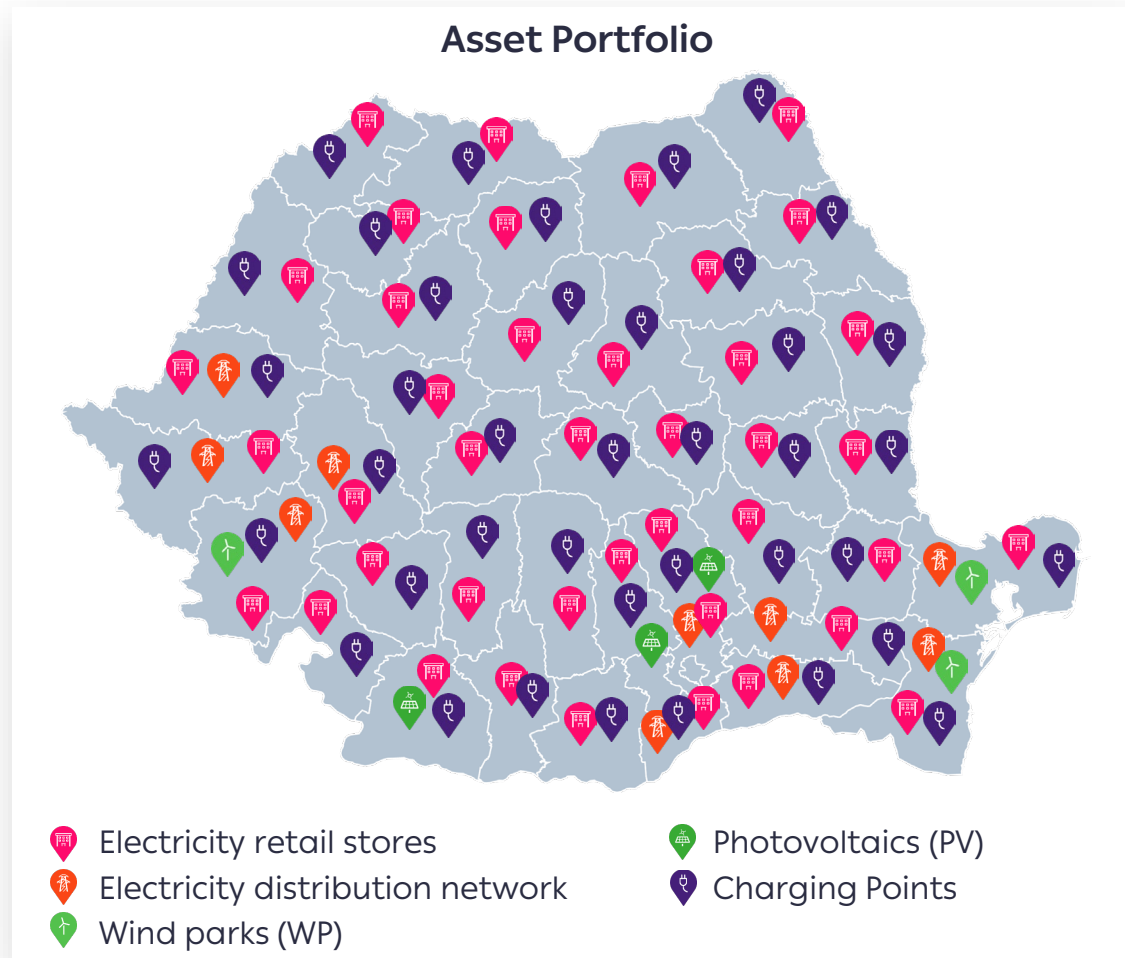 Asset Portfolio
Electricity retail stores
Electricity distribution network
Wind parks (WP)
Photovoltaics (PV)
Charging Points